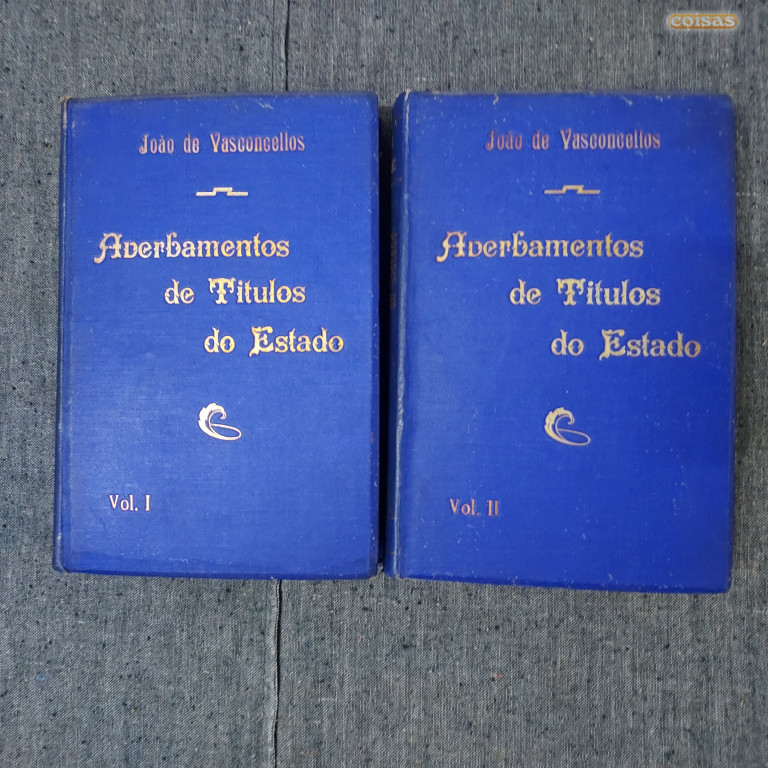 coisas
João de Vasconcellos
Averbamentos
de Titulos
do Estado
Vol. I
João de Vasconcellos
Averbamentos
de Titulos
do Estado
Vol. II